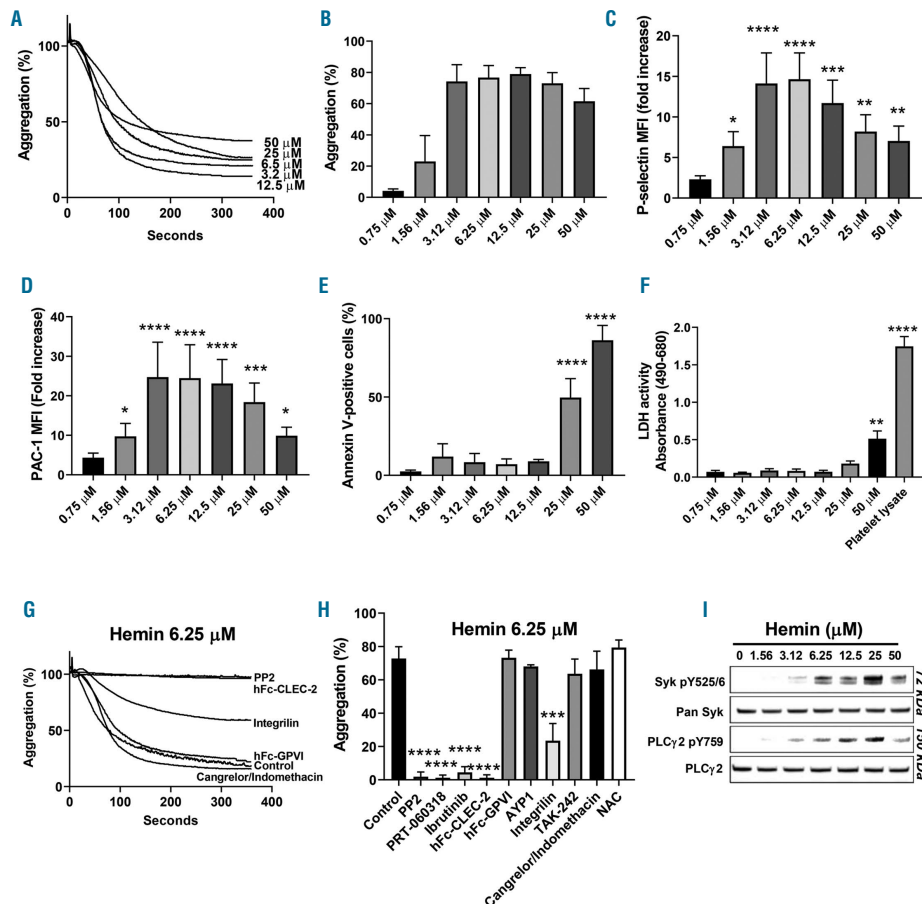 A
Aggregation (%)
100
50
0
0 100 200 300 400
Seconds
50 μM
25 μM
6.5 μM
3.2 μM
12.5 μM
B
Aggregation (%)
100
80
60
40
20
0
0.75 μM
1.56 μM
3.12 μM
6.25 μM
12.5 μM
25 μM
50 μM
C
P-selectin MFI (fold increase)
20
15
10
5
0
* **** **** *** ** **
0.75 μM
1.56 μM
3.12 μM
6.25 μM
12.5 μM
25 μM
50 μM
D
PAC-1 MFI (Fold increase)
40
30
20
10
0
* **** **** **** *** *
0.75 μM
1.56 μM
3.12 μM
6.25 μM
12.5 μM
25 μM
50 μM
E
Annexin V-positive cells (%)
100
50
0
**** ****
0.75 μM
1.56 μM
3.12 μM
6.25 μM
12.5 μM
25 μM
50 μM
F
LDH activity
Absorbance (490-680)
2.0
1.5
1.0
0.5
0.0
** ****
0.75 μM
1.56 μM
3.12 μM
6.25 μM
12.5 μM
25 μM
50 μM
Platelet lysate
G
Hemin 6.25 μM
Aggregation (%)
100
50
0
0 100 200 300 400
Seconds
PP2
hFc-CLEC-2
Integrilin
hFc-GPVI
Control
Cangrelor/Indomethacin
H
Hemin 6.25 μM
Aggregation (%)
100
80
60
40
20
0
**** **** **** **** ***
Control
PP2
PRT-060318
Ibrutinib
hFc-CLEC-2
hFc-GPVI
AYP1
Integrilin
TAK-242
Cangrelor/Indomethacin
NAC
I
Hemin (μM)
0 1.56 3.12 6.25 12.5 25 50
Syk pY525/6
Pan Syk
PLCγ2 pY759
PLCγ2